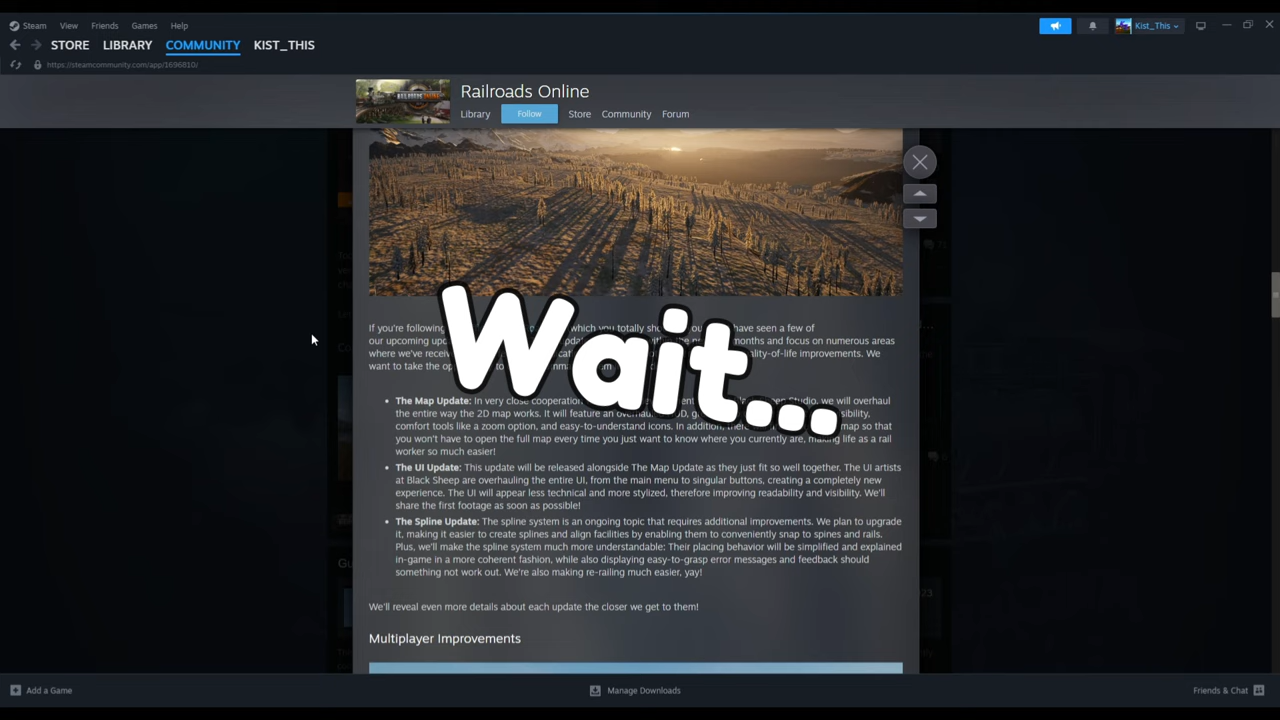 Steam View Friends Games Help
Kist_This
STORE LIBRARY COMMUNITY KIST_THIS
https://steamcommunity.com/app/1696810/
Railroads Online
Library Follow Store Community Forum
If you're following which you totally have seen a few of
our upcoming months and focus on numerous areas
where we've quality-of-life improvements. We
want to take the
Wait...
The Map Update: In very close cooperation Studio, we will overhaul
the entire way the 2D map works. It will feature an
comfort tools like a zoom option, and easy-to-understand icons. In addition, map so that
you won't have to open the full map every time you just want to know where you currently are, making life as a rail
worker so much easier!
The UI Update: This update will be released alongside The Map Update as they just fit so well together. The UI artists
at Black Sheep are overhauling the entire UI, from the main menu to singular buttons, creating a completely new
experience. The UI will appear less technical and more stylized, therefore improving readability and visibility. We'll
share the first footage as soon as possible!
The Spline Update: The spline system is an ongoing topic that requires additional improvements. We plan to upgrade
it, making it easier to create splines and align facilities by enabling them to conveniently snap to spines and rails.
Plus, we'll make the spline system much more understandable: Their placing behavior will be simplified and explained
in-game in a more coherent fashion, while also displaying easy-to-grasp error messages and feedback should
something not work out. We're also making re-railing much easier, yay!
We'll reveal even more details about each update the closer we get to them!
Multiplayer Improvements
Add a Game Manage Downloads Friends & Chat